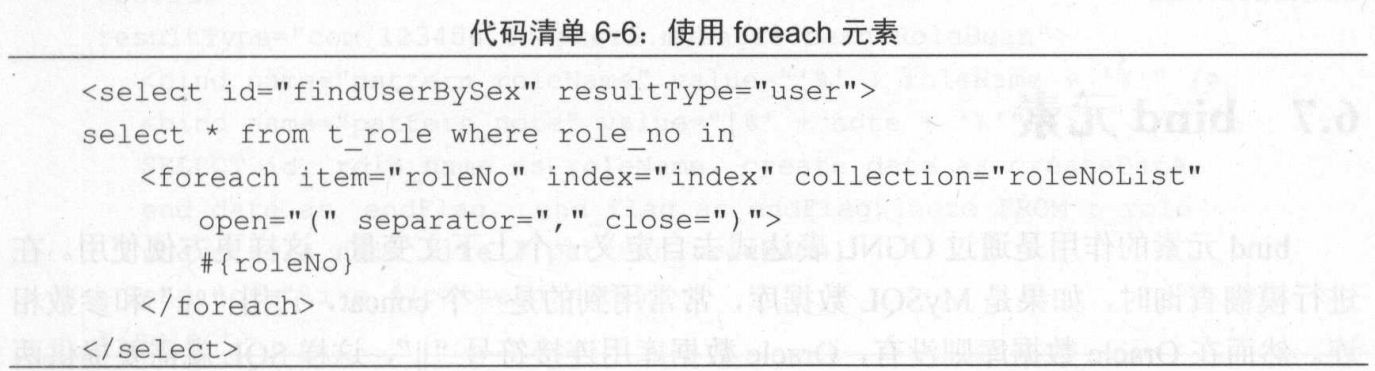 代码清单 6-6：使用 foreach 元素
<select id="findUserBySex" resultType="user">
select * from t_role where role_no in
<foreach item="roleNo" index="index" collection="roleNoList"
open="(" separator="," close=")">
#{roleNo}
</foreach>
</select>